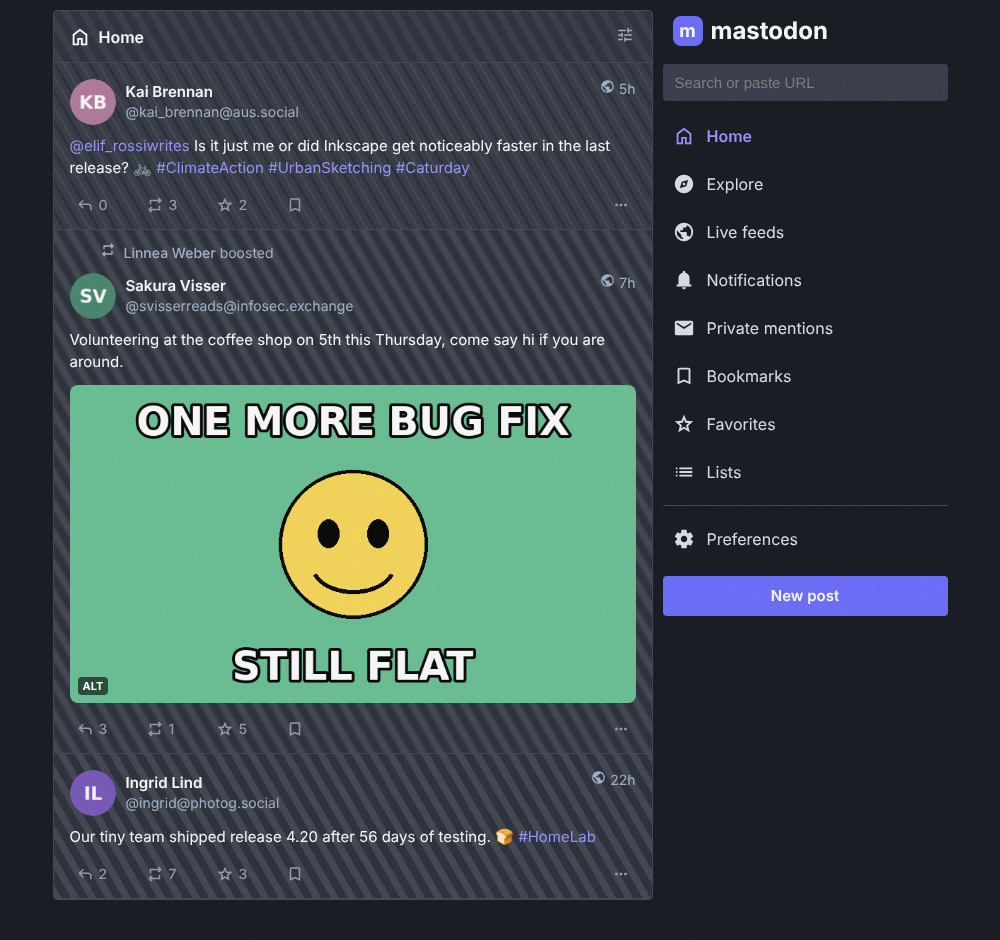 Home
KB
Kai Brennan
@kai_brennan@aus.social
5h
@elif_rossiwrites Is it just me or did Inkscape get noticeably faster in the last
release? 🚲 #ClimateAction #UrbanSketching #Caturday
0 3 2
Linnea Weber boosted
SV
Sakura Visser
@svisserreads@infosec.exchange
7h
Volunteering at the coffee shop on 5th this Thursday, come say hi if you are
around.
ONE MORE BUG FIX
STILL FLAT
ALT
3 1 5
IL
Ingrid Lind
@ingrid@photog.social
22h
Our tiny team shipped release 4.20 after 56 days of testing. 🍞 #HomeLab
2 7 3
m mastodon
Search or paste URL
Home
Explore
Live feeds
Notifications
Private mentions
Bookmarks
Favorites
Lists
Preferences
New post